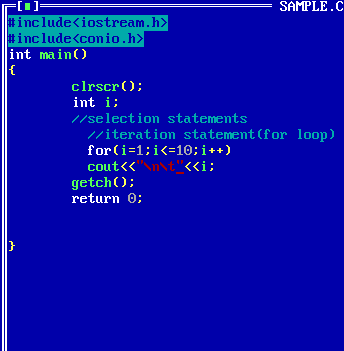 [■] SAMPLE.C
#include<iostream.h>
#include<conio.h>
int main()
{
clrscr();
int i;
//selection statements
//iteration statement(for loop)
for(i=1;i<=10;i++)
cout<<"\n\t"<<i;
getch();
return 0;
}